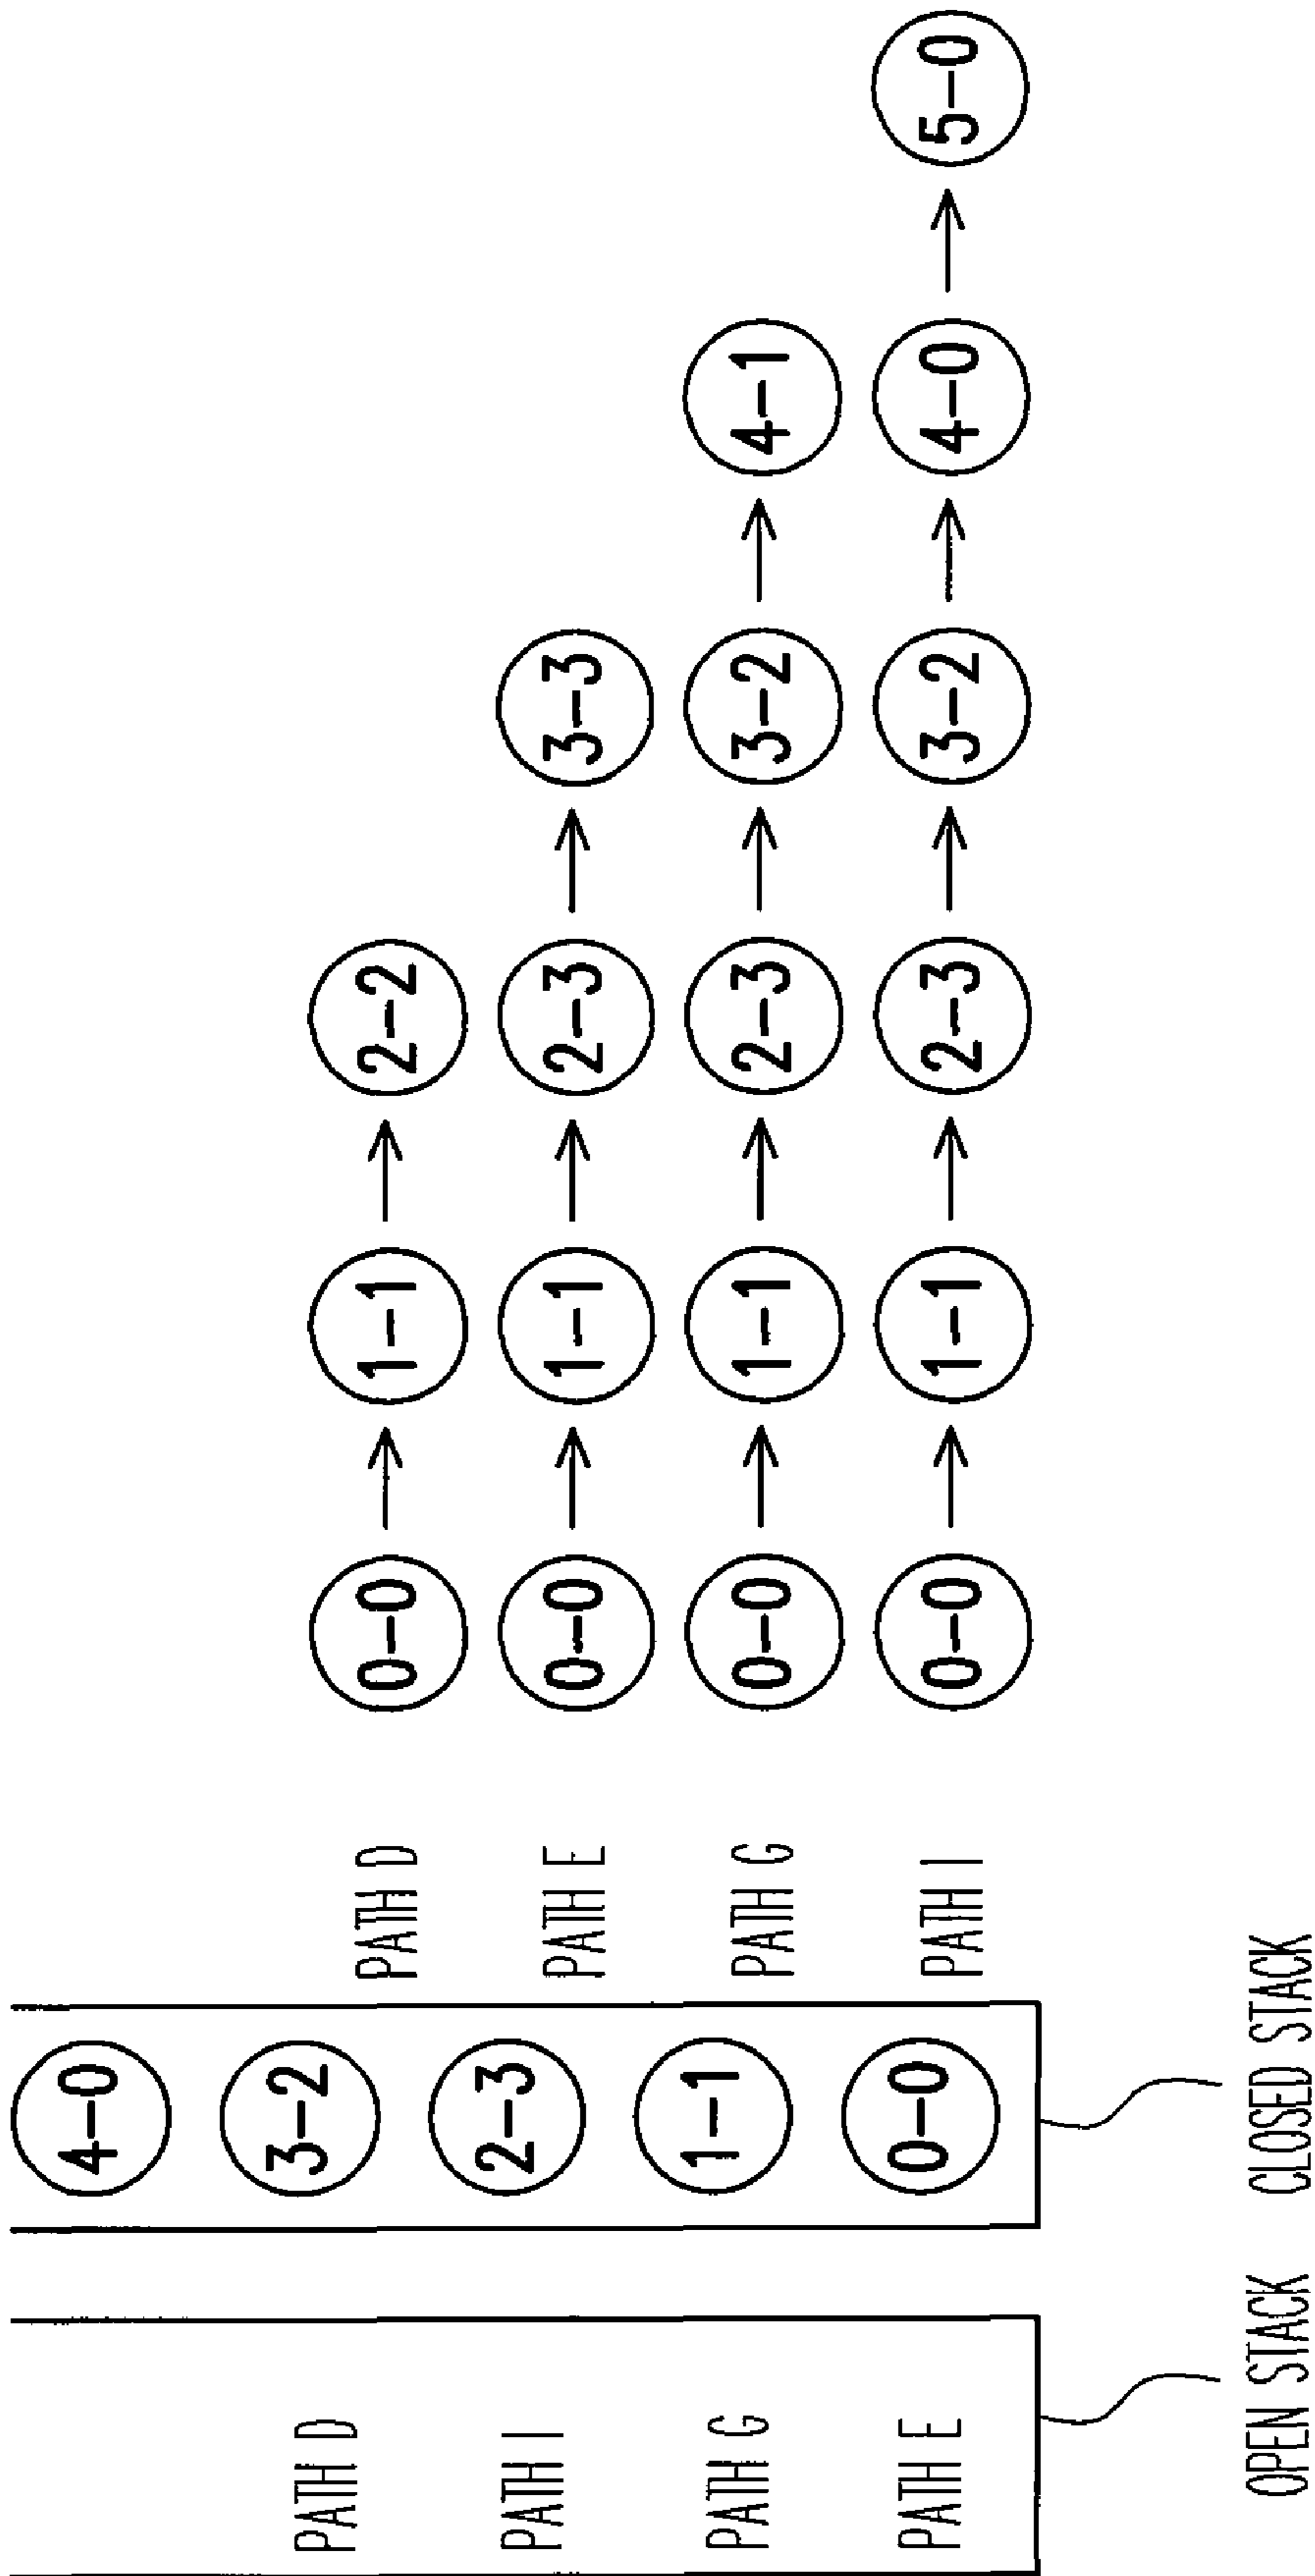 PATH D
PATH I
PATH G
PATH E
OPEN STACK
4-0
3-2
2-3
1-1
0-0
CLOSED STACK
PATH D 0-0 → 1-1 → 2-2
PATH E 0-0 → 1-1 → 2-3 → 3-3
PATH G 0-0 → 1-1 → 2-3 → 3-2 → 4-1
PATH I 0-0 → 1-1 → 2-3 → 3-2 → 4-0 → 5-0